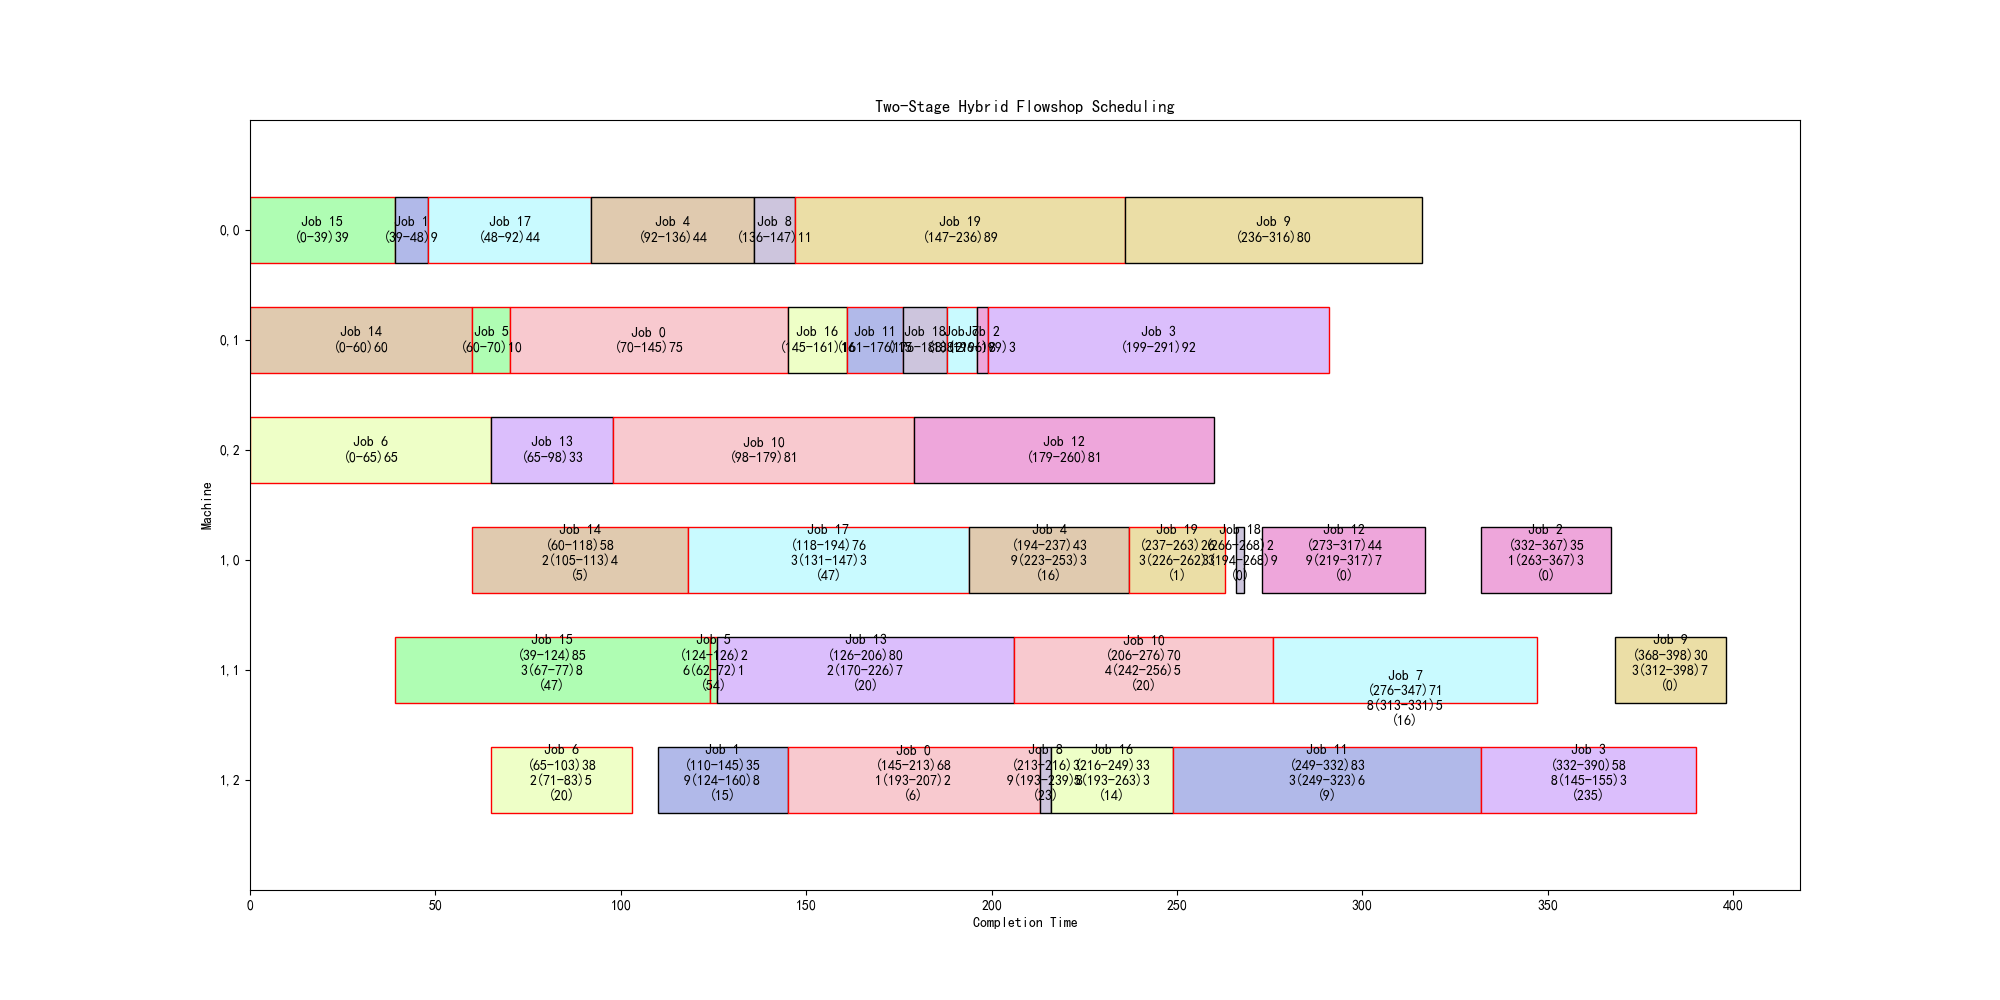 Two-Stage Hybrid Flowshop Scheduling
Machine
0,0
Job 15
(0-39)39
Job 1
(39-48)9
Job 17
(48-92)44
Job 4
(92-136)44
Job 8
(136-147)11
Job 19
(147-236)89
Job 9
(236-316)80
0,1
Job 14
(0-60)60
Job 5
(60-70)10
Job 0
(70-145)75
Job 16
(145-161)16
Job 11
(161-176)15
Job 18
Job 7
Job 2
Job 3
(199-291)92
0,2
Job 6
(0-65)65
Job 13
(65-98)33
Job 10
(98-179)81
Job 12
(179-260)81
1,0
Job 14
(60-118)58
2(105-113)4
(5)
Job 17
(118-194)76
3(131-147)3
(47)
Job 4
(194-237)43
9(223-253)3
(16)
Job 19
(237-263)26
3(226-262)3
(1)
Job 18
(266-268)2
(0)
Job 12
(273-317)44
9(219-317)7
(0)
Job 2
(332-367)35
1(263-367)3
(0)
1,1
Job 15
(39-124)85
3(67-77)8
(47)
Job 5
(124-126)2
6(62-72)1
(54)
Job 13
(126-206)80
2(170-226)7
(20)
Job 10
(206-276)70
4(242-256)5
(20)
Job 7
(276-347)71
8(313-331)5
(16)
Job 9
(368-398)30
3(312-398)7
(0)
1,2
Job 6
(65-103)38
2(71-83)5
(20)
Job 1
(110-145)35
9(124-160)8
(15)
Job 0
(145-213)68
1(193-207)2
(6)
Job 8
(213-216)3
(23)
Job 16
(216-249)33
8(193-263)3
(14)
Job 11
(249-332)83
3(249-323)6
(9)
Job 3
(332-390)58
8(145-155)3
(235)
0
50
100
150
200
250
300
350
400
Completion Time